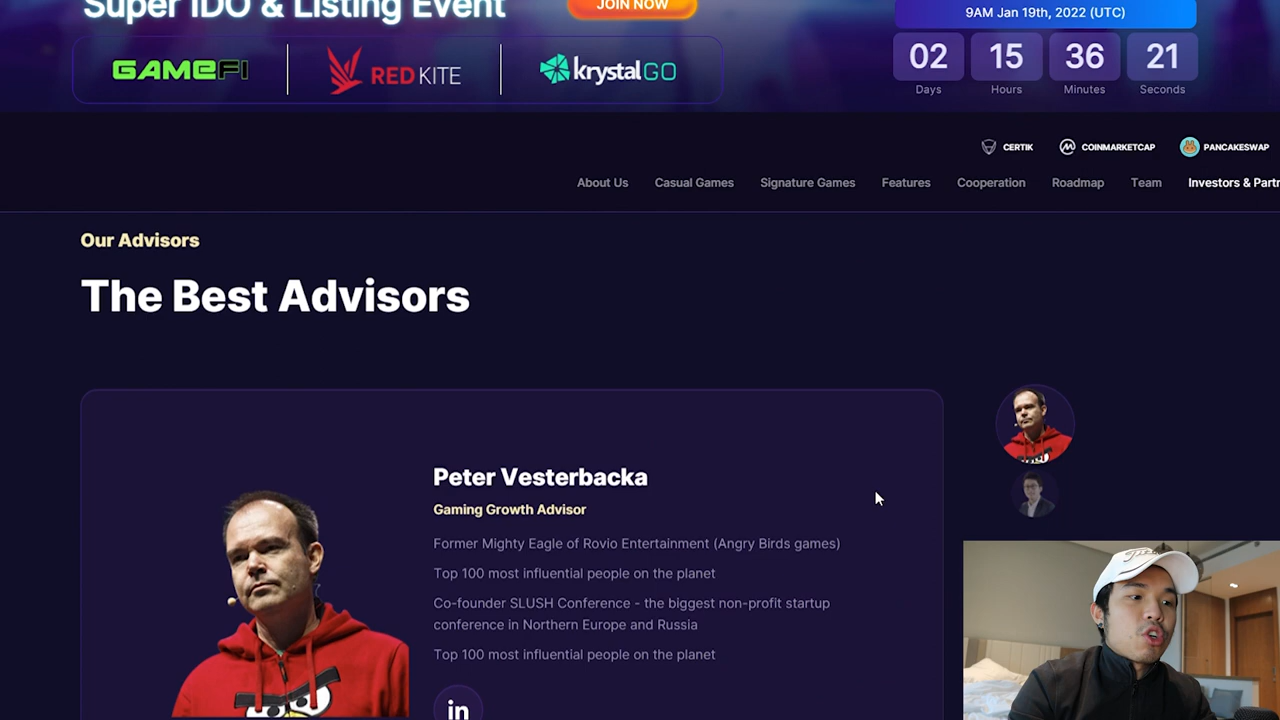 Super IDO & Listing Event
JOIN NOW
9AM Jan 19th, 2022 (UTC)
GAMEFI
RED KITE
krystalGO
02
15
36
21
Days
Hours
Minutes
Seconds
CERTIK
COINMARKETCAP
PANCAKESWAP
About Us
Casual Games
Signature Games
Features
Cooperation
Roadmap
Team
Investors & Partn
Our Advisors
The Best Advisors
Peter Vesterbacka
Gaming Growth Advisor
Former Mighty Eagle of Rovio Entertainment (Angry Birds games)
Top 100 most influential people on the planet
Co-founder SLUSH Conference - the biggest non-profit startup
conference in Northern Europe and Russia
Top 100 most influential people on the planet
in